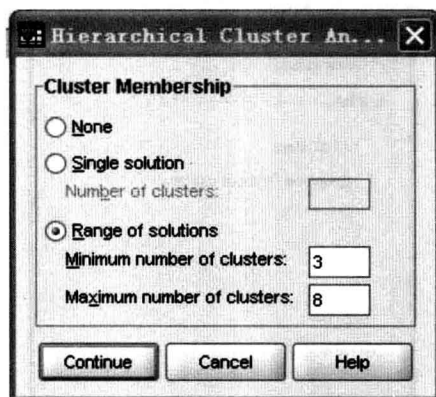 Hierarchical Cluster An...
Cluster Membership
None
Single solution
Number of clusters:
Range of solutions
Minimum number of clusters: 3
Maximum number of clusters: 8
Continue Cancel Help